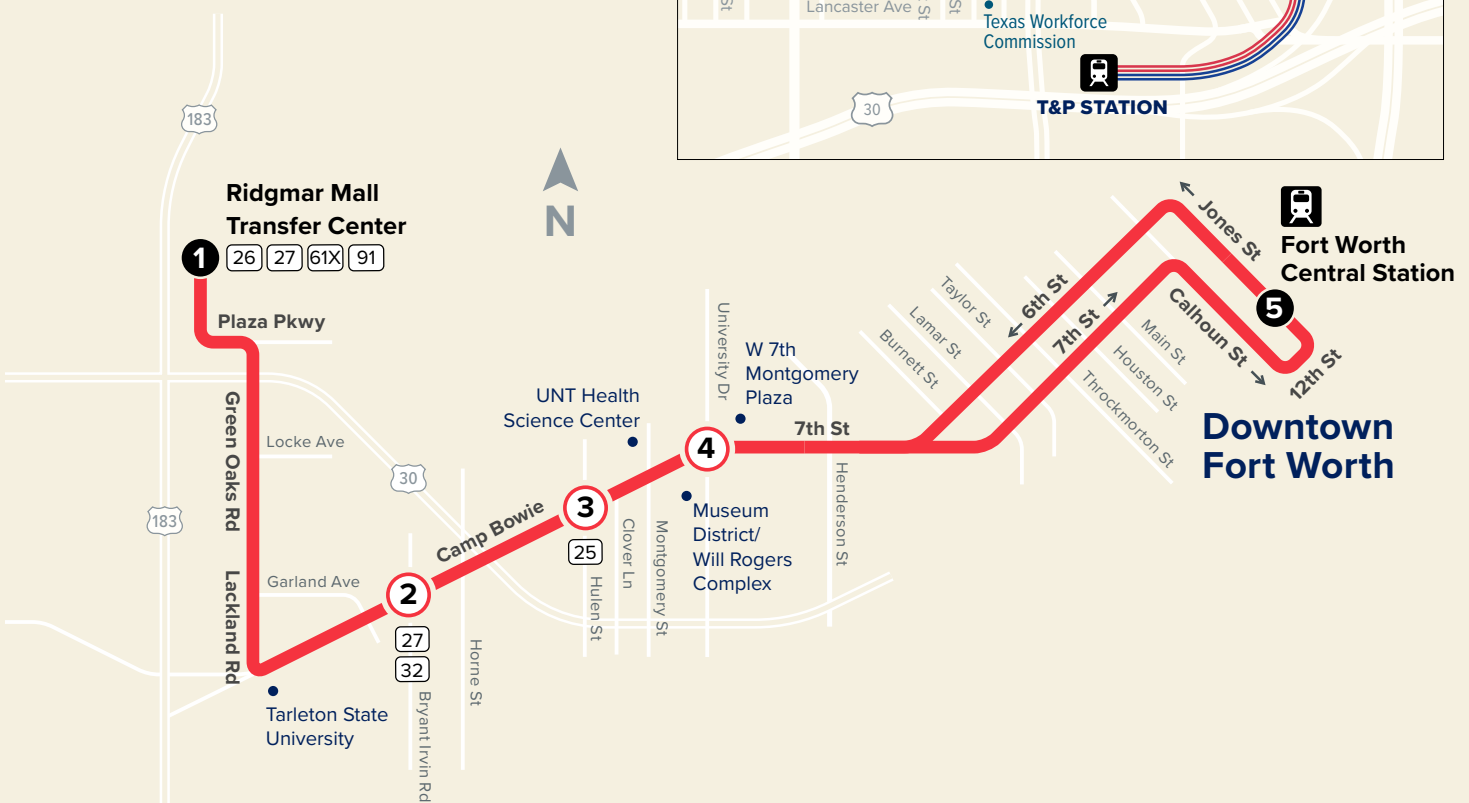 St
Lancaster Ave
St
St
Texas Workforce
Commission
T&P STATION
30
183
N
Ridgmar Mall
Transfer Center
1
26
27
61X
91
Plaza Pkwy
Green Oaks Rd
Locke Ave
183
30
Lackland Rd
Garland Ave
2
27
32
Bryant Irvin Rd
Horne St
Tarleton State
University
Camp Bowie
3
25
Hulen St
Clover Ln
Montgomery St
UNT Health
Science Center
University Dr
W 7th
Montgomery
Plaza
4
7th St
Museum
District/
Will Rogers
Complex
Henderson St
Burnett St
Lamar St
Taylor St
6th St
7th St
Throckmorton St
Houston St
Main St
Calhoun St
Jones St
12th St
5
Fort Worth
Central Station
Downtown
Fort Worth